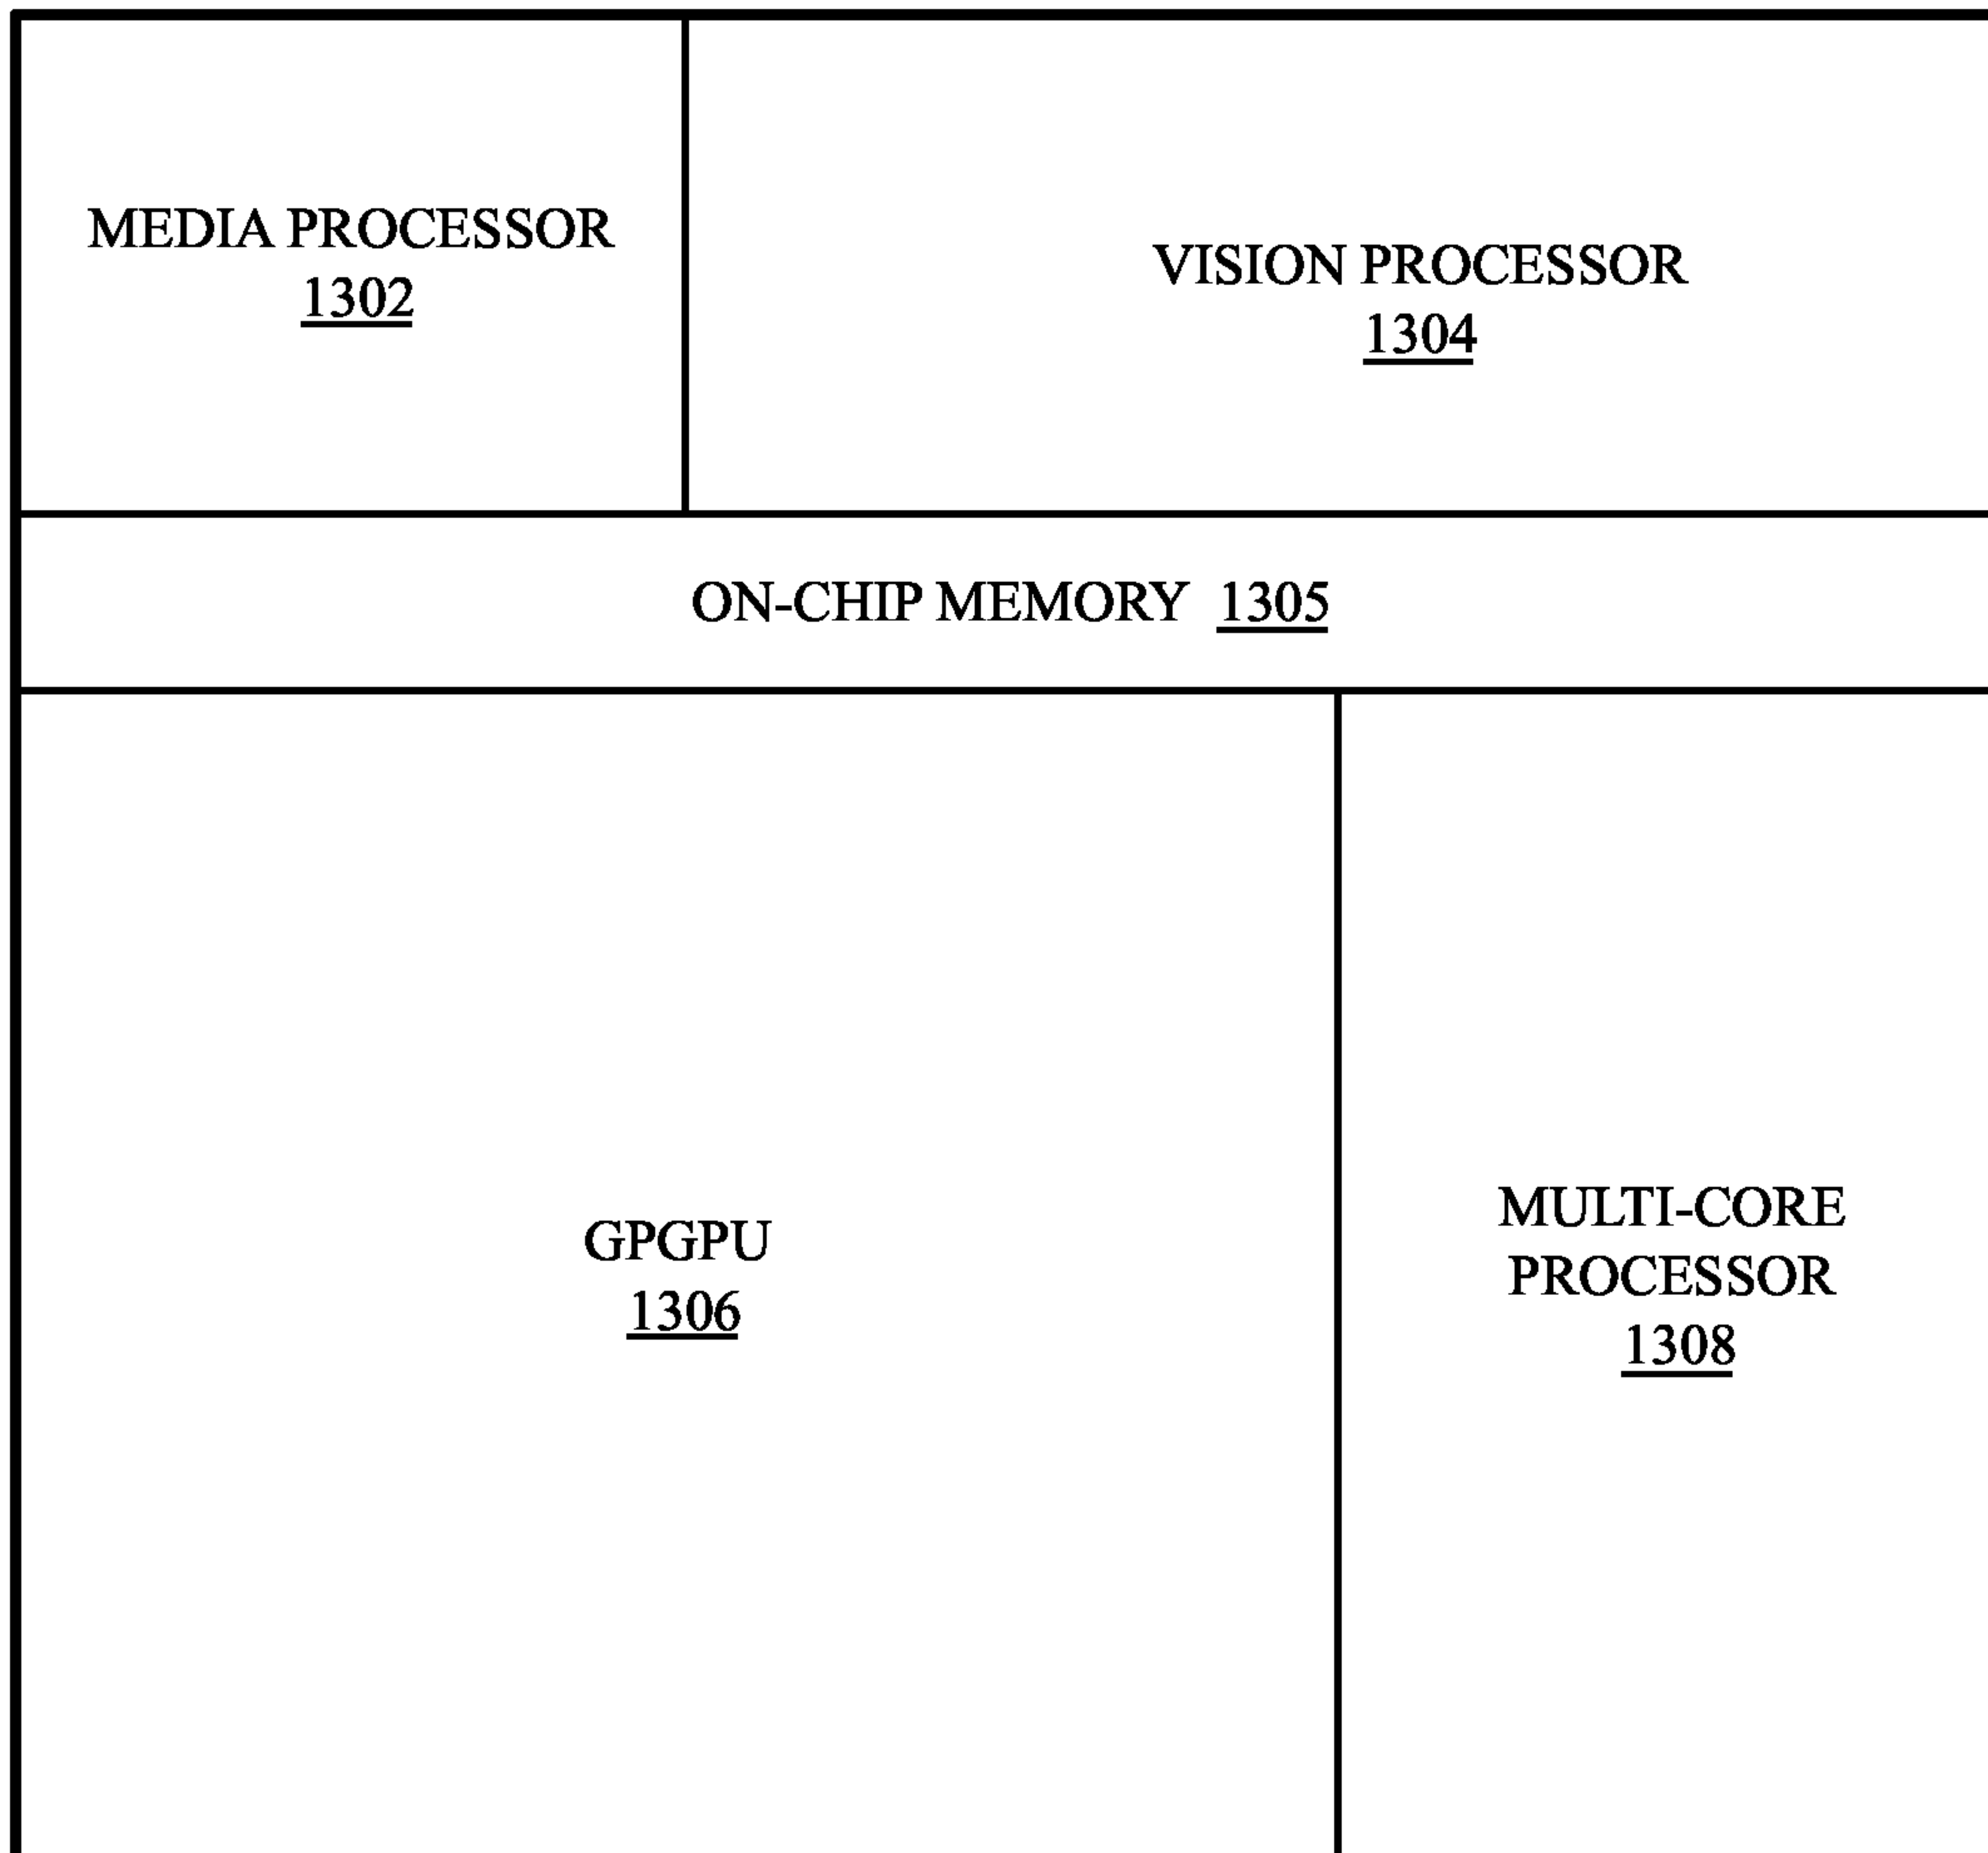 MEDIA PROCESSOR
1302
VISION PROCESSOR
1304
ON-CHIP MEMORY 1305
GPGPU
1306
MULTI-CORE
PROCESSOR
1308